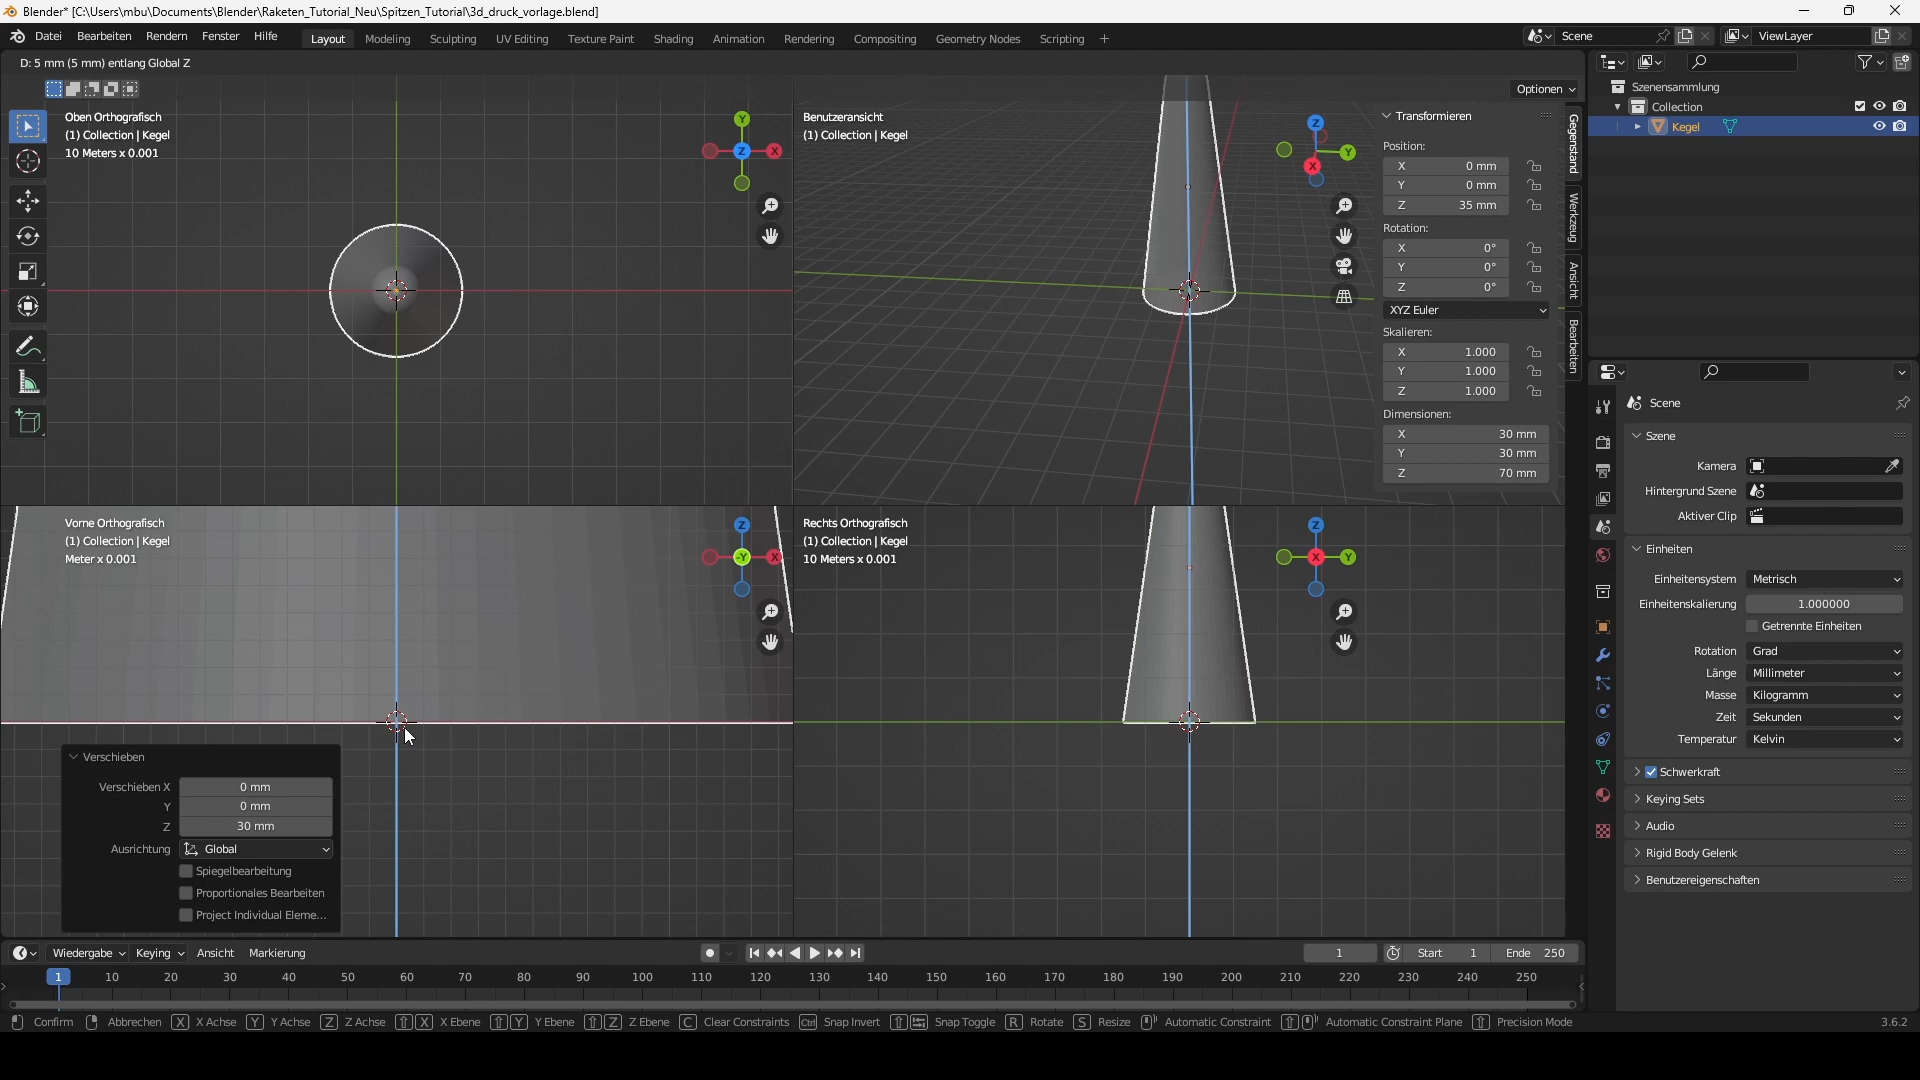 Blender* [C:\Users\mbu\Documents\Blender\Raketen_Tutorial_Neu\Spitzen_Tutorial\3d_druck_vorlage.blend]
Datei Bearbeiten Rendern Fenster Hilfe Layout Modeling Sculpting UV Editing Texture Paint Shading Animation Rendering Compositing Geometry Nodes Scripting + Scene ViewLayer
D: 5 mm (5 mm) entlang Global Z
Optionen
Oben Orthografisch
(1) Collection | Kegel
10 Meters x 0.001
Y
Z
X
Benutzeransicht
(1) Collection | Kegel
Z
Y
X
Transformieren
Position:
X 0 mm
Y 0 mm
Z 35 mm
Rotation:
X 0°
Y 0°
Z 0°
XYZ Euler
Skalieren:
X 1.000
Y 1.000
Z 1.000
Dimensionen:
X 30 mm
Y 30 mm
Z 70 mm
Gegenstand
Werkzeug
Ansicht
Bearbeiten
Vorne Orthografisch
(1) Collection | Kegel
Meter x 0.001
Z
-Y
X
Rechts Orthografisch
(1) Collection | Kegel
10 Meters x 0.001
Z
X
Y
Verschieben
Verschieben X 0 mm
Y 0 mm
Z 30 mm
Ausrichtung Global
Spiegelbearbeitung
Proportionales Bearbeiten
Project Individual Eleme...
Szenensammlung
Collection
Kegel
Scene
Szene
Kamera
Hintergrund Szene
Aktiver Clip
Einheiten
Einheitensystem Metrisch
Einheitenskalierung 1.000000
Getrennte Einheiten
Rotation Grad
Länge Millimeter
Masse Kilogramm
Zeit Sekunden
Temperatur Kelvin
Schwerkraft
Keying Sets
Audio
Rigid Body Gelenk
Benutzereigenschaften
Wiedergabe Keying Ansicht Markierung 1 Start 1 Ende 250
1 10 20 30 40 50 60 70 80 90 100 110 120 130 140 150 160 170 180 190 200 210 220 230 240 250
Confirm Abbrechen X X Achse Y Y Achse Z Z Achse X X Ebene Y Y Ebene Z Z Ebene C Clear Constraints Ctrl Snap Invert Snap Toggle R Rotate S Resize Automatic Constraint Automatic Constraint Plane Precision Mode 3.6.2